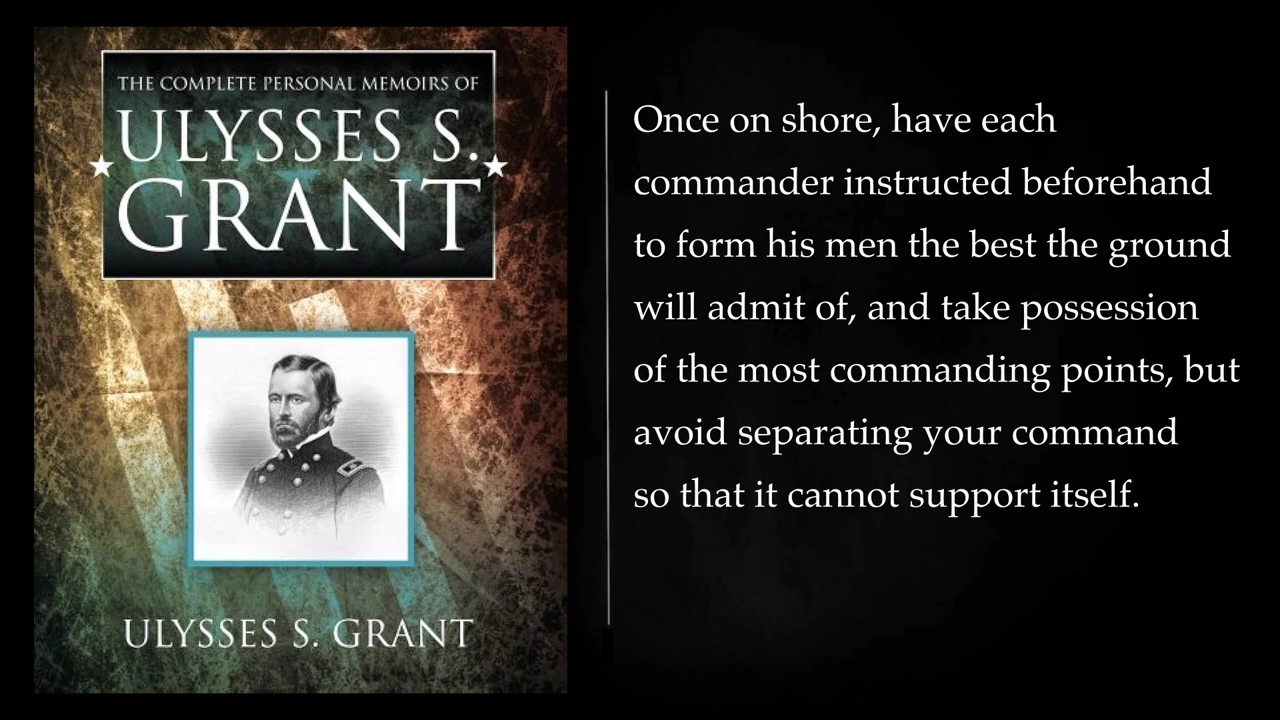 THE COMPLETE PERSONAL MEMOIRS OF
ULYSSES S.
GRANT
ULYSSES S. GRANT
Once on shore, have each
commander instructed beforehand
to form his men the best the ground
will admit of, and take possession
of the most commanding points, but
avoid separating your command
so that it cannot support itself.